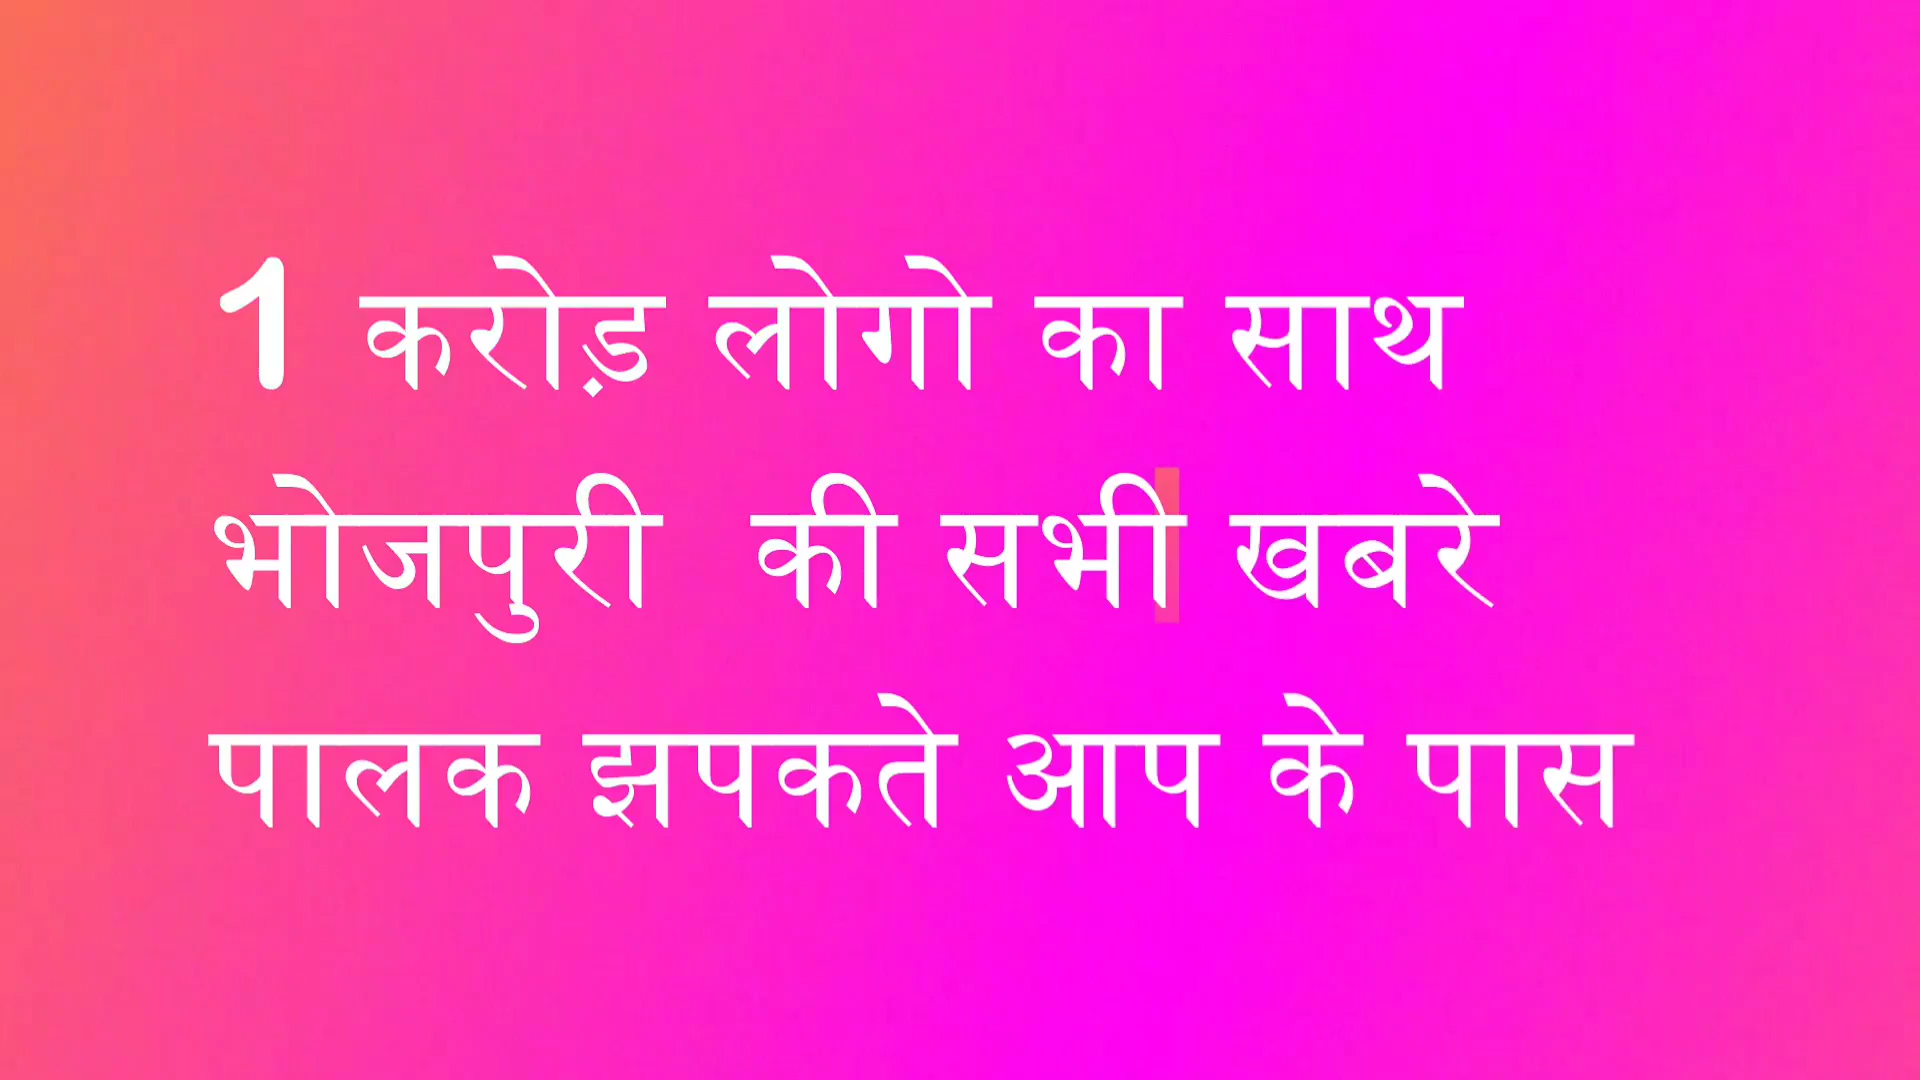 1 करोड़ लोगो का साथ
भोजपुरी की सभी खबरे
पालक झपकते आप के पास